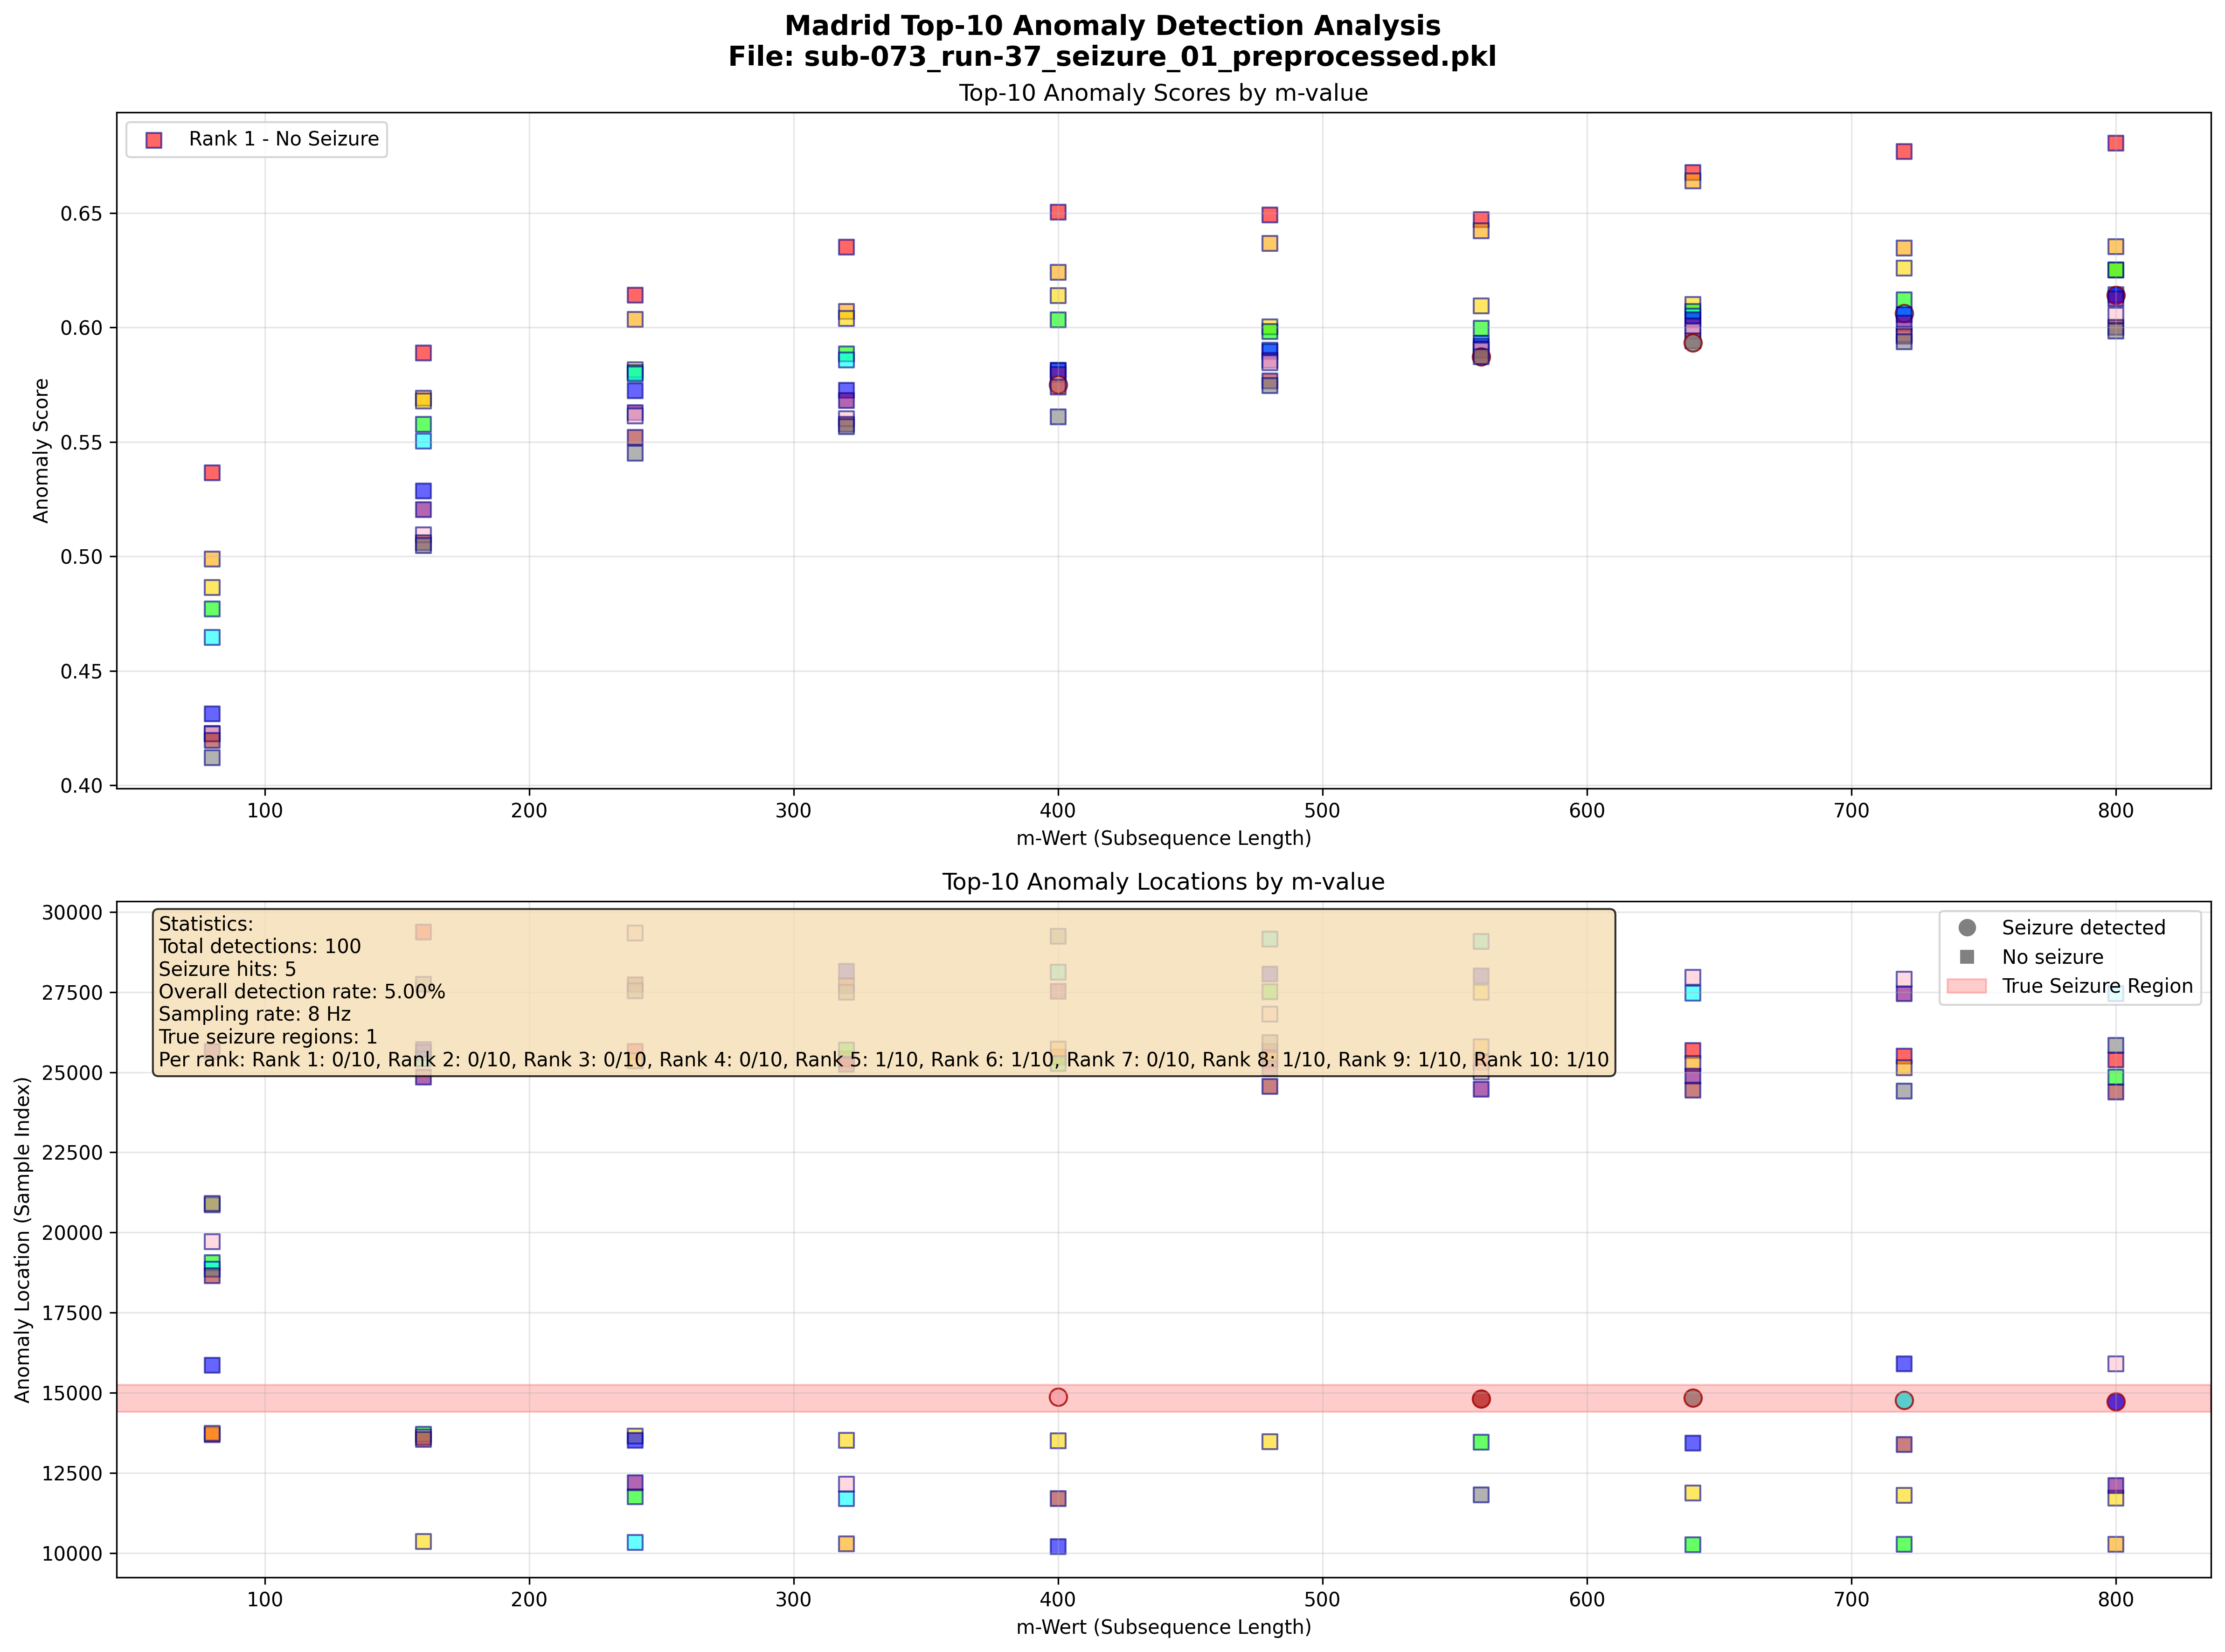 Madrid Top-10 Anomaly Detection Analysis
File: sub-073_run-37_seizure_01_preprocessed.pkl
Top-10 Anomaly Scores by m-value
Rank 1 - No Seizure
0.65
0.60
0.55
0.50
0.45
0.40
Anomaly Score
100 200 300 400 500 600 700 800
m-Wert (Subsequence Length)
Top-10 Anomaly Locations by m-value
Statistics:
Total detections: 100
Seizure hits: 5
Overall detection rate: 5.00%
Sampling rate: 8 Hz
True seizure regions: 1
Per rank: Rank 1: 0/10, Rank 2: 0/10, Rank 3: 0/10, Rank 4: 0/10, Rank 5: 1/10, Rank 6: 1/10, Rank 7: 0/10, Rank 8: 1/10, Rank 9: 1/10, Rank 10: 1/10
Seizure detected
No seizure
True Seizure Region
30000
27500
25000
22500
20000
17500
15000
12500
10000
Anomaly Location (Sample Index)
100 200 300 400 500 600 700 800
m-Wert (Subsequence Length)